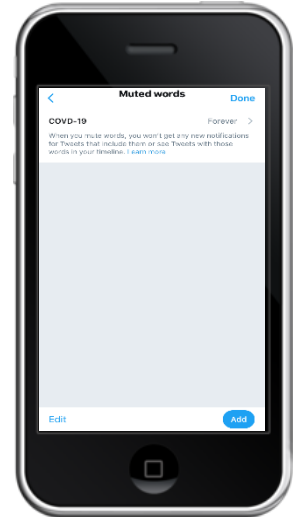 Muted words
Done
COVD-19 Forever
When you mute words, you won't get any new notifications
for Tweets that include them or see Tweets with those
words in your timeline. Learn more
Edit
Add